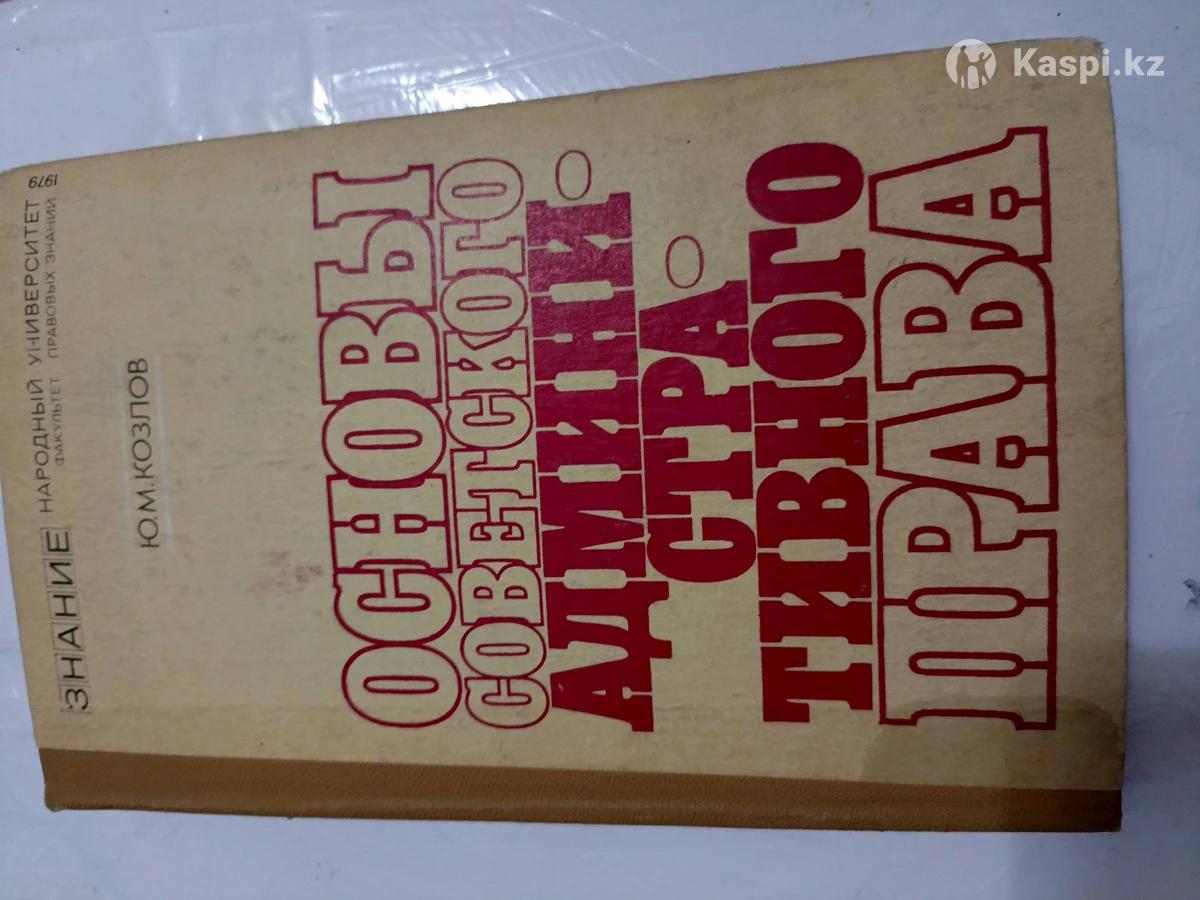 Kaspi.kz
ЗНАНИЕ НАРОДНЫЙ УНИВЕРСИТЕТ 1979
ФАКУЛЬТЕТ ПРАВОВЫХ ЗНАНИЙ
Ю.М.КОЗЛОВ
ОСНОВЫ
СОВЕТСКОГО
АДМИНИ
СТРА
ТИВНОГО
ПРАВА